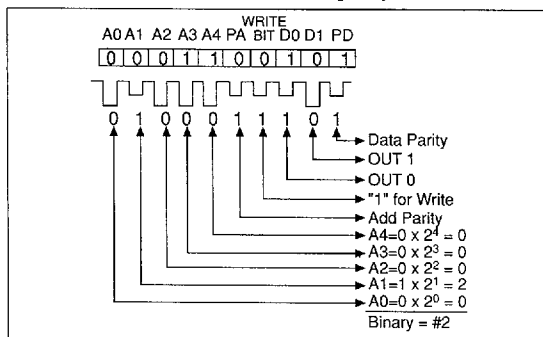 WRITE
A0 A1 A2 A3 A4 PA BIT D0 D1 PD
0 0 0 1 1 0 0 1 0 1
0 1 0 0 0 1 1 1 0 1
Data Parity
OUT 1
OUT 0
"1" for Write
Add Parity
A4=0 x 2⁴ = 0
A3=0 x 2³ = 0
A2=0 x 2² = 0
A1=1 x 2¹ = 2
A0=0 x 2⁰ = 0
Binary = #2